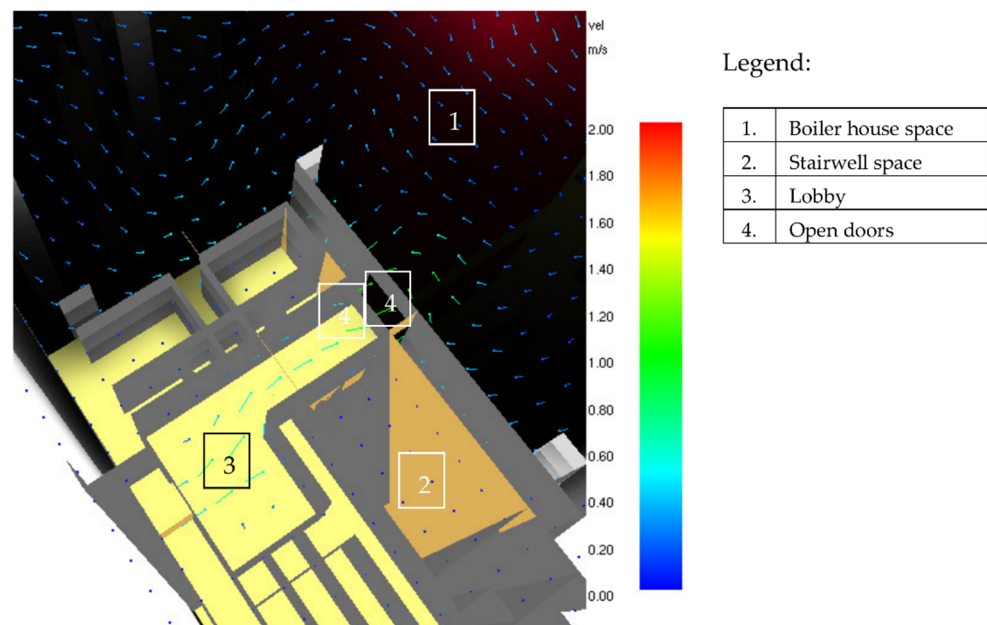 vel
m/s
2.00
1.80
1.60
1.40
1.20
1.00
0.80
0.60
0.40
0.20
0.00
1
4
4
3
2
Legend:
1. Boiler house space
2. Stairwell space
3. Lobby
4. Open doors